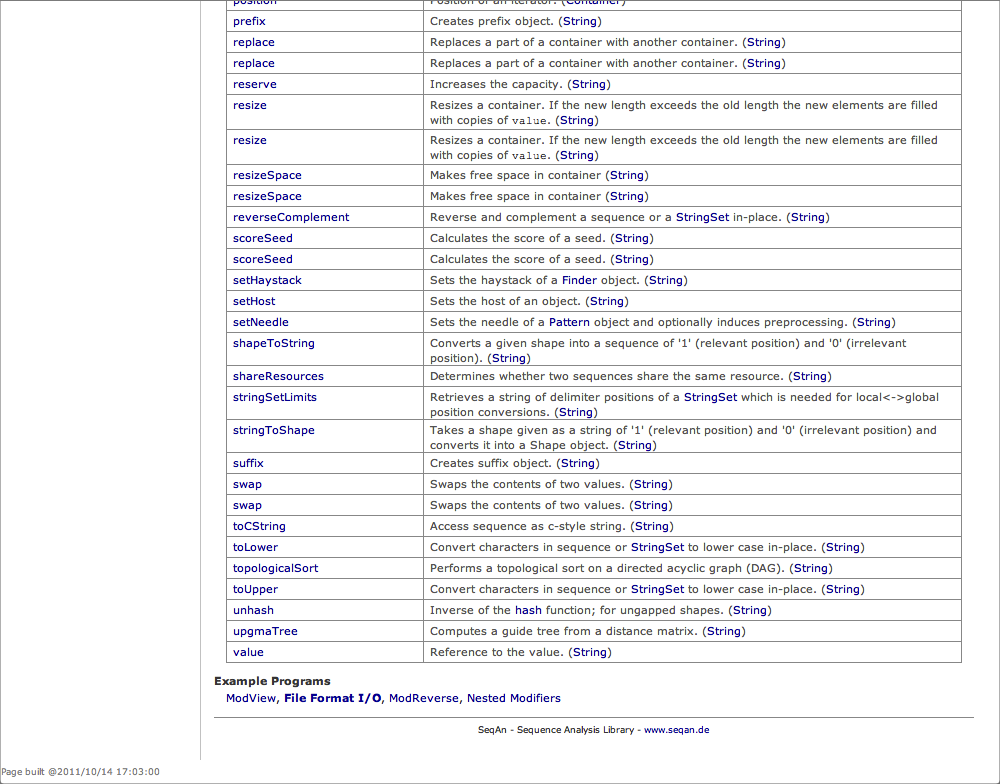 position Position of an iterator. (Container)
prefix Creates prefix object. (String)
replace Replaces a part of a container with another container. (String)
replace Replaces a part of a container with another container. (String)
reserve Increases the capacity. (String)
resize Resizes a container. If the new length exceeds the old length the new elements are filled
with copies of value. (String)
resize Resizes a container. If the new length exceeds the old length the new elements are filled
with copies of value. (String)
resizeSpace Makes free space in container (String)
resizeSpace Makes free space in container (String)
reverseComplement Reverse and complement a sequence or a StringSet in-place. (String)
scoreSeed Calculates the score of a seed. (String)
scoreSeed Calculates the score of a seed. (String)
setHaystack Sets the haystack of a Finder object. (String)
setHost Sets the host of an object. (String)
setNeedle Sets the needle of a Pattern object and optionally induces preprocessing. (String)
shapeToString Converts a given shape into a sequence of '1' (relevant position) and '0' (irrelevant
position). (String)
shareResources Determines whether two sequences share the same resource. (String)
stringSetLimits Retrieves a string of delimiter positions of a StringSet which is needed for local<->global
position conversions. (String)
stringToShape Takes a shape given as a string of '1' (relevant position) and '0' (irrelevant position) and
converts it into a Shape object. (String)
suffix Creates suffix object. (String)
swap Swaps the contents of two values. (String)
swap Swaps the contents of two values. (String)
toCString Access sequence as c-style string. (String)
toLower Convert characters in sequence or StringSet to lower case in-place. (String)
topologicalSort Performs a topological sort on a directed acyclic graph (DAG). (String)
toUpper Convert characters in sequence or StringSet to lower case in-place. (String)
unhash Inverse of the hash function; for ungapped shapes. (String)
upgmaTree Computes a guide tree from a distance matrix. (String)
value Reference to the value. (String)
Example Programs
ModView, File Format I/O, ModReverse, Nested Modifiers
SeqAn - Sequence Analysis Library - www.seqan.de
Page built @2011/10/14 17:03:00